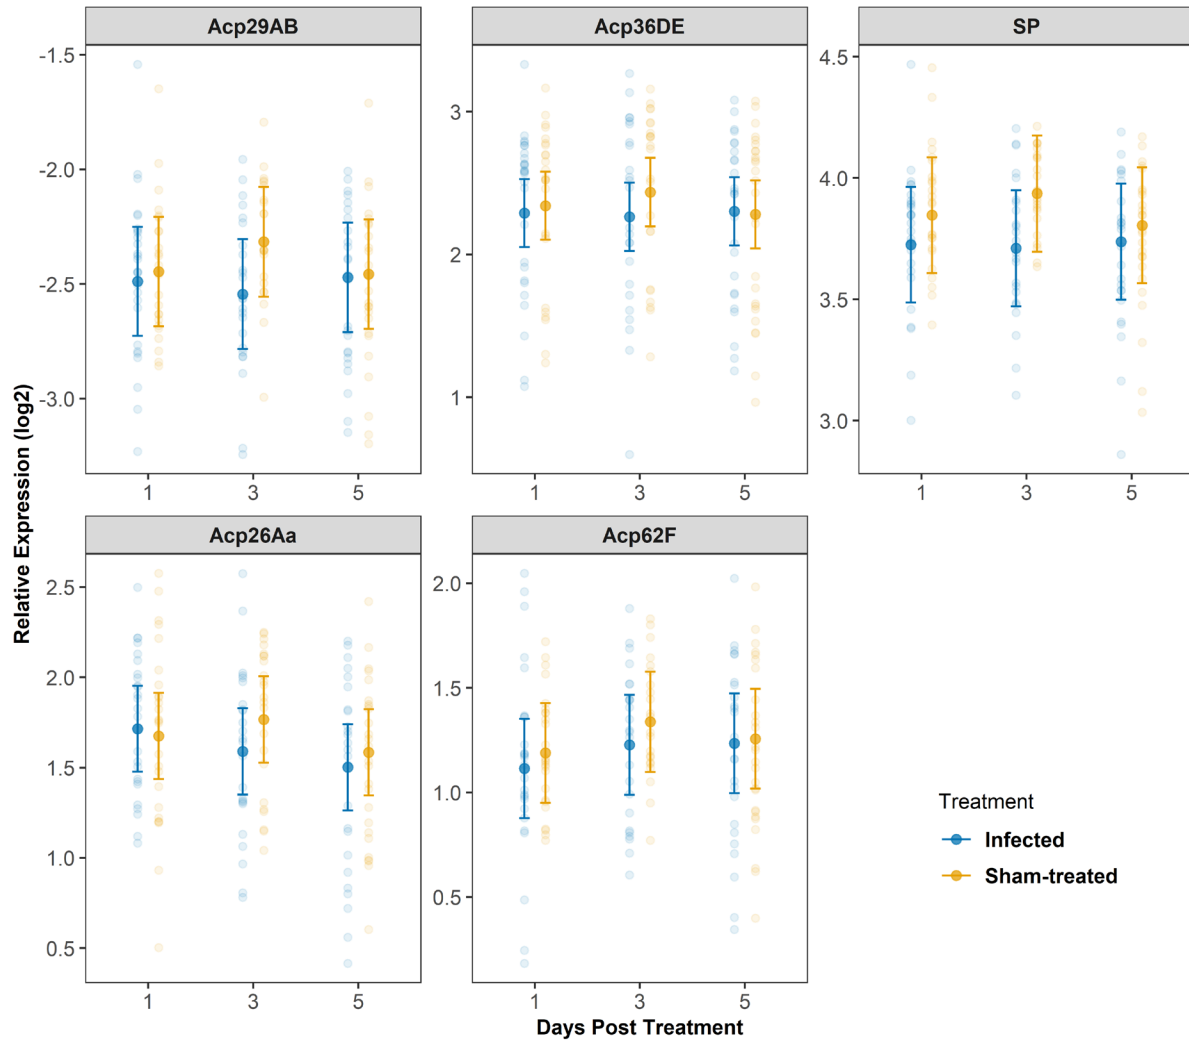 Acp29AB
Acp36DE
SP
-1.5
-2.0
-2.5
-3.0
3
2
1
4.5
4.0
3.5
3.0
1 3 5
1 3 5
1 3 5
Relative Expression (log2)
Acp26Aa
Acp62F
2.5
2.0
1.5
1.0
0.5
2.0
1.5
1.0
0.5
1 3 5
1 3 5
Days Post Treatment
Treatment
Infected
Sham-treated